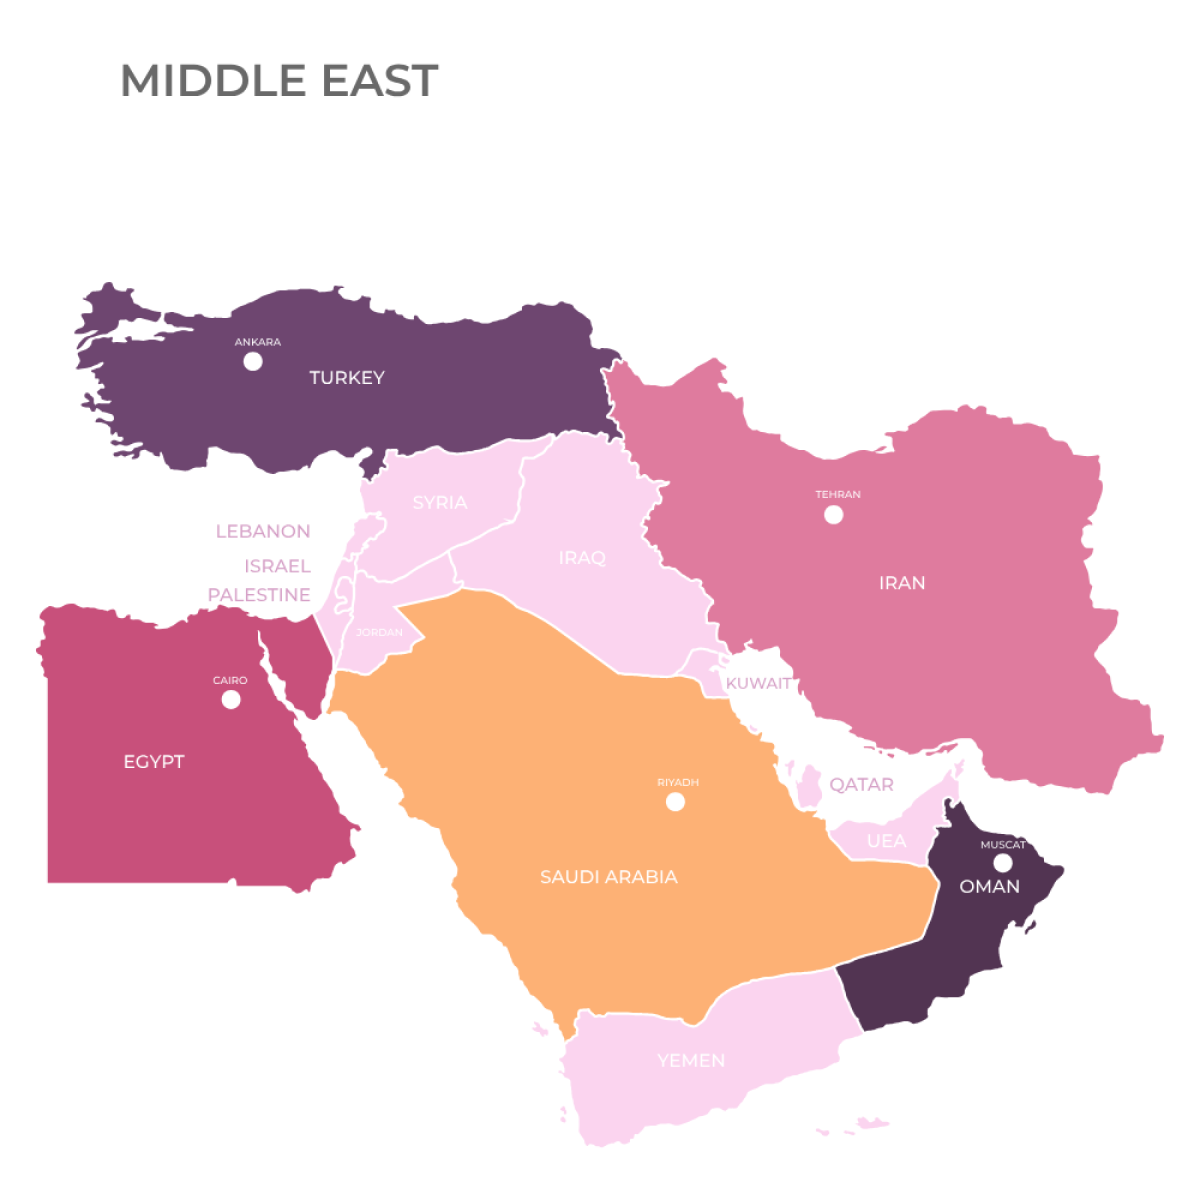 MIDDLE EAST
ANKARA
TURKEY
SYRIA
TEHRAN
LEBANON
IRAQ
ISRAEL
IRAN
PALESTINE
JORDAN
CAIRO
KUWAIT
EGYPT
RIYADH
QATAR
UEA
MUSCAT
SAUDI ARABIA
OMAN
YEMEN